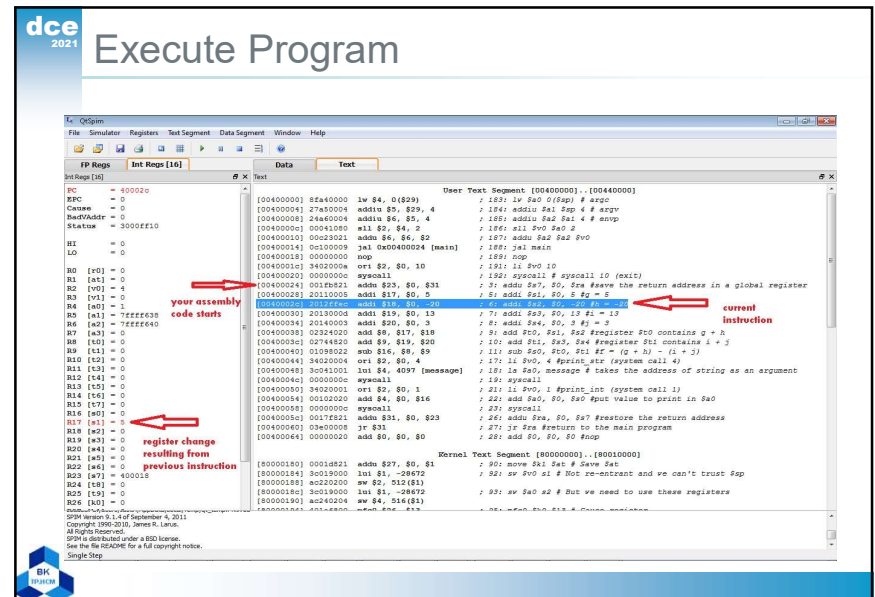 dce
2021
Execute Program
QtSpim
File Simulator Registers Text Segment Data Segment Window Help
FP Regs Int Regs [16] Data Text
Int Regs [16] Text
PC = 40002c
EPC = 0
Cause = 0
BadVAddr = 0
Status = 3000ff10
HI = 0
LO = 0
R0 [r0] = 0
R1 [at] = 0
R2 [v0] = 4
R3 [v1] = 0
R4 [a0] = 1
R5 [a1] = 7ffff638
R6 [a2] = 7ffff640
R7 [a3] = 0
R8 [t0] = 0
R9 [t1] = 0
R10 [t2] = 0
R11 [t3] = 0
R12 [t4] = 0
R13 [t5] = 0
R14 [t6] = 0
R15 [t7] = 0
R16 [s0] = 0
R17 [s1] = 5
R18 [s2] = 0
R19 [s3] = 0
R20 [s4] = 0
R21 [s5] = 0
R22 [s6] = 0
R23 [s7] = 400018
R24 [t8] = 0
R25 [t9] = 0
R26 [k0] = 0
your assembly
code starts
register change
resulting from
previous instruction
User Text Segment [00400000]..[00440000]
[00400000] 8fa40000 lw $4, 0($29) ; 183: lw $a0 0($sp) # argc
[00400004] 27a50004 addiu $5, $29, 4 ; 184: addiu $a1 $sp 4 # argv
[00400008] 24a60004 addiu $6, $5, 4 ; 185: addiu $a2 $a1 4 # envp
[0040000c] 00041080 sll $2, $4, 2 ; 186: sll $v0 $a0 2
[00400010] 00c23021 addu $6, $6, $2 ; 187: addu $a2 $a2 $v0
[00400014] 0c100009 jal 0x00400024 [main] ; 188: jal main
[00400018] 00000000 nop ; 189: nop
[0040001c] 3402000a ori $2, $0, 10 ; 191: li $v0 10
[00400020] 0000000c syscall ; 192: syscall # syscall 10 (exit)
[00400024] 001fb821 addu $23, $0, $31 ; 3: addu $s7, $0, $ra #save the return address in a global register
[00400028] 20110005 addi $17, $0, 5 ; 5: addi $s1, $0, 5 #g = 5
[0040002c] 2012ffec addi $18, $0, -20 ; 6: addi $s2, $0, -20 #h = -20
[00400030] 2013000d addi $19, $0, 13 ; 7: addi $s3, $0, 13 #i = 13
[00400034] 20140003 addi $20, $0, 3 ; 8: addi $s4, $0, 3 #j = 3
[00400038] 02324020 add $8, $17, $18 ; 9: add $t0, $s1, $s2 #register $t0 contains g + h
[0040003c] 02744820 add $9, $19, $20 ; 10: add $t1, $s3, $s4 #register $t1 contains i + j
[00400040] 01098022 sub $16, $8, $9 ; 11: sub $s0, $t0, $t1 #f = (g + h) - (i + j)
[00400044] 34020004 ori $2, $0, 4 ; 17: li $v0, 4 #print_str (system call 4)
[00400048] 3c041001 lui $4, 4097 [message] ; 18: la $a0, message # takes the address of string as an argument
[0040004c] 0000000c syscall ; 19: syscall
[00400050] 34020001 ori $2, $0, 1 ; 21: li $v0, 1 #print_int (system call 1)
[00400054] 00102020 add $4, $0, $16 ; 22: add $a0, $0, $s0 #put value to print in $a0
[00400058] 0000000c syscall ; 23: syscall
[0040005c] 0017f821 addu $31, $0, $23 ; 26: addu $ra, $0, $s7 #restore the return address
[00400060] 03e00008 jr $31 ; 27: jr $ra #return to the main program
[00400064] 00000020 add $0, $0, $0 ; 28: add $0, $0, $0 #nop
current
instruction
Kernel Text Segment [80000000]..[80010000]
[80000180] 0001d821 addu $27, $0, $1 ; 90: move $k1 $at # Save $at
[80000184] 3c019000 lui $1, -28672 ; 92: sw $v0 s1 # Not re-entrant and we can't trust $sp
[80000188] ac220200 sw $2, 512($1)
[8000018c] 3c019000 lui $1, -28672 ; 93: sw $a0 s2 # But we need to use these registers
[80000190] ac240204 sw $4, 516($1)
SPIM Version 9.1.4 of September 4, 2011
Copyright 1990-2010, James R. Larus.
All Rights Reserved.
SPIM is distributed under a BSD license.
See the file README for a full copyright notice.
Single Step
BK
TP.HCM